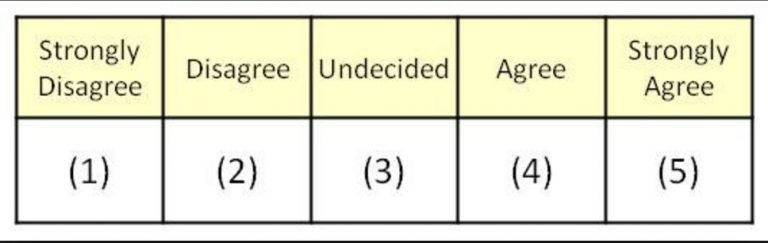 Strongly Disagree
Disagree
Undecided
Agree
Strongly Agree
(1)
(2)
(3)
(4)
(5)